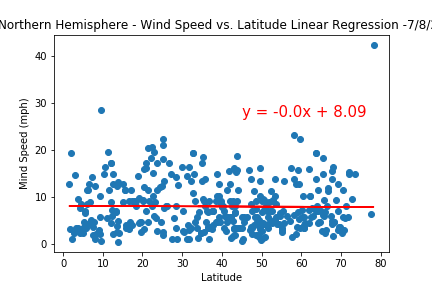 Northern Hemisphere - Wind Speed vs. Latitude Linear Regression -7/8/
40
30
20
10
0
Wind Speed (mph)
y = -0.0x + 8.09
0 10 20 30 40 50 60 70 80
Latitude